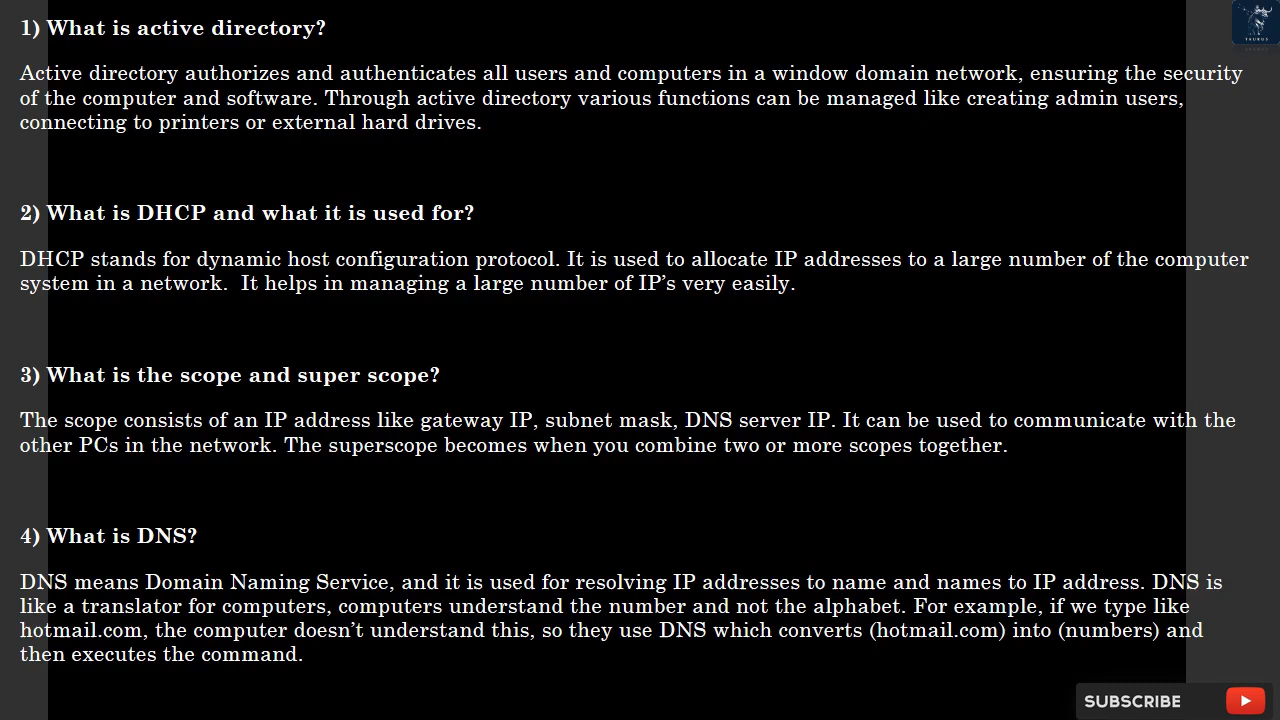 1) What is active directory?
TAURUS
Active directory authorizes and authenticates all users and computers in a window domain network, ensuring the security
of the computer and software. Through active directory various functions can be managed like creating admin users,
connecting to printers or external hard drives.
2) What is DHCP and what it is used for?
DHCP stands for dynamic host configuration protocol. It is used to allocate IP addresses to a large number of the computer
system in a network.  It helps in managing a large number of IP’s very easily.
3) What is the scope and super scope?
The scope consists of an IP address like gateway IP, subnet mask, DNS server IP. It can be used to communicate with the
other PCs in the network. The superscope becomes when you combine two or more scopes together.
4) What is DNS?
DNS means Domain Naming Service, and it is used for resolving IP addresses to name and names to IP address. DNS is
like a translator for computers, computers understand the number and not the alphabet. For example, if we type like
hotmail.com, the computer doesn’t understand this, so they use DNS which converts (hotmail.com) into (numbers) and
then executes the command.
SUBSCRIBE